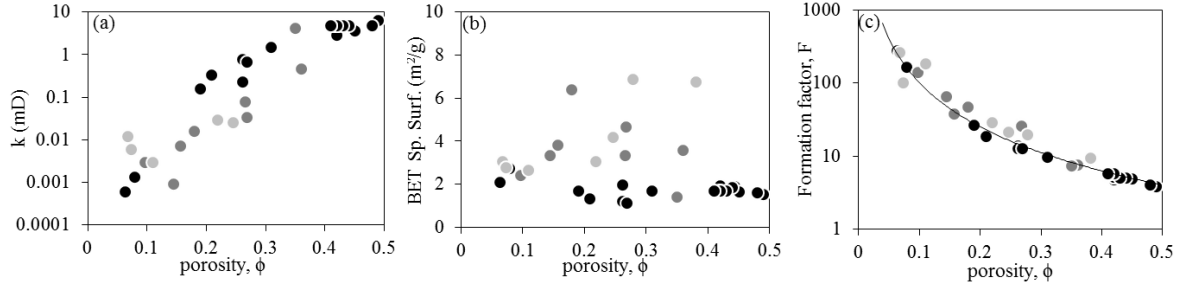 (a)
k (mD)
10
1
0.1
0.01
0.001
0.0001
0 0.1 0.2 0.3 0.4 0.5
porosity, ϕ
(b)
BET Sp. Surf. (m²/g)
10
8
6
4
2
0
0 0.1 0.2 0.3 0.4 0.5
porosity, ϕ
(c)
Formation factor, F
1000
100
10
1
0 0.1 0.2 0.3 0.4 0.5
porosity, ϕ